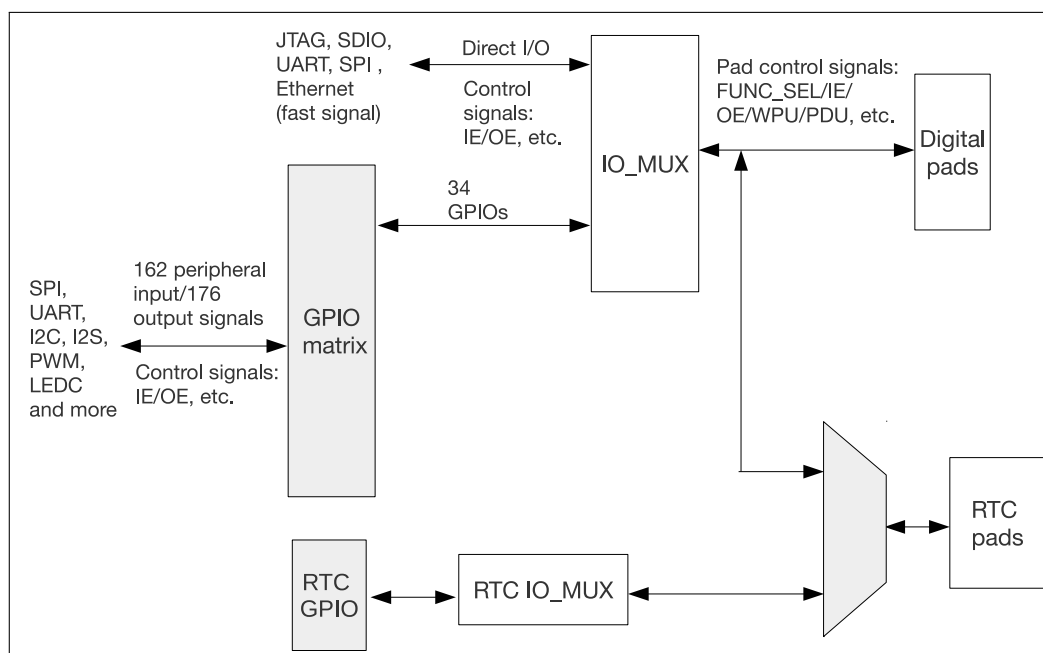 JTAG, SDIO,
UART, SPI ,
Ethernet
(fast signal)
Direct I/O
Control
signals:
IE/OE, etc.
IO_MUX
Pad control signals:
FUNC_SEL/IE/
OE/WPU/PDU, etc.
Digital
pads
34
GPIOs
SPI,
UART,
I2C, I2S,
PWM,
LEDC
and more
162 peripheral
input/176
output signals
Control signals:
IE/OE, etc.
GPIO
matrix
RTC
GPIO
RTC IO_MUX
RTC
pads